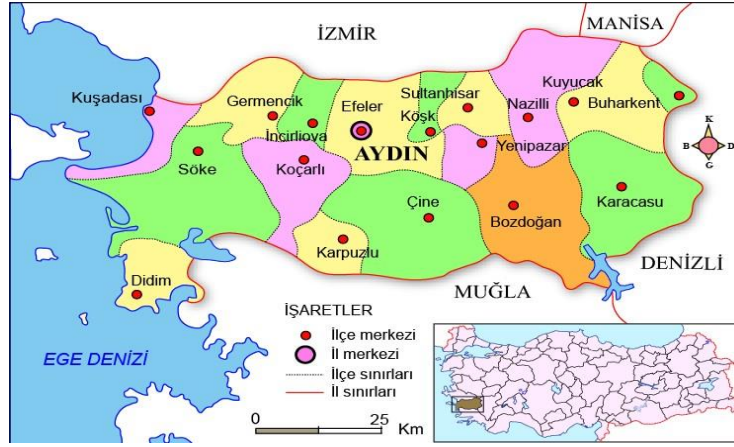 MANİSA
İZMİR
Kuşadası
Germencik
İncirliova
Efeler
AYDIN
Sultanhisar
Köşk
Nazilli
Kuyucak
Buharkent
K
B
D
G
Söke
Koçarlı
Yenipazar
Çine
Bozdoğan
Karacasu
Karpuzlu
Didim
DENİZLİ
MUĞLA
EGE DENİZİ
İŞARETLER
İlçe merkezi
İl merkezi
İlçe sınırları
İl sınırları
0 25
Km